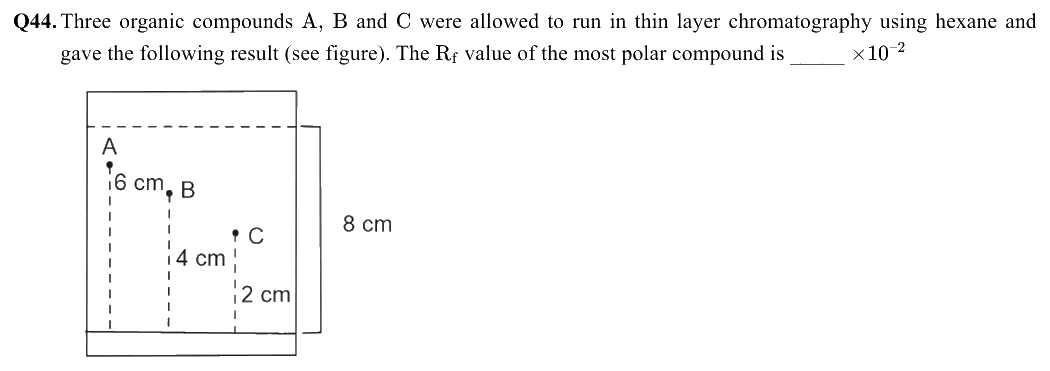 Q44. Three organic compounds A, B and C were allowed to run in thin layer chromatography using hexane and
gave the following result (see figure). The Rf value of the most polar compound is _____ ×10⁻²
A
6 cm
B
8 cm
C
4 cm
2 cm